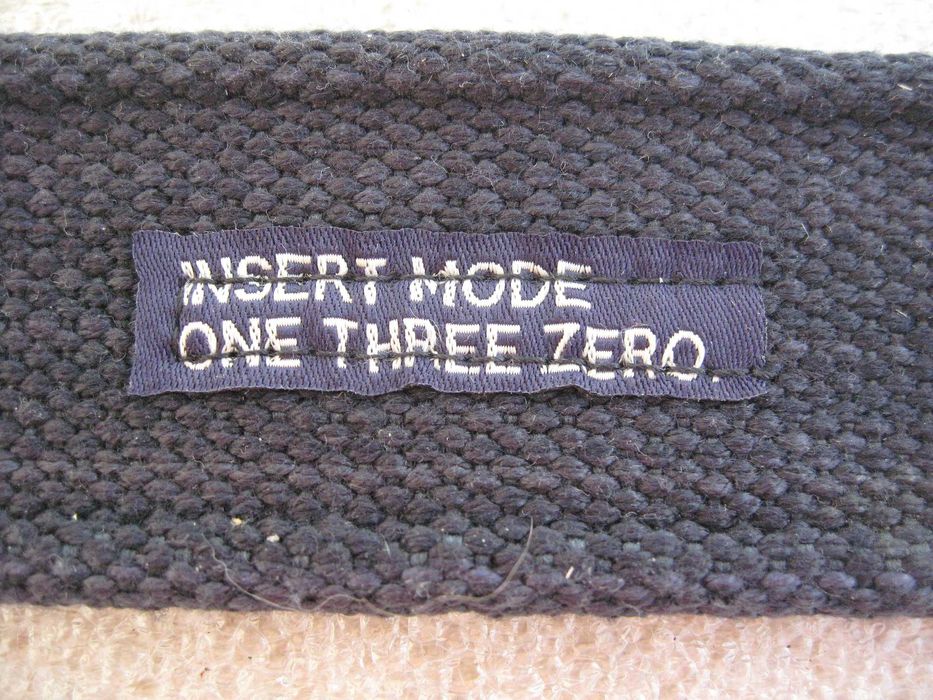 INSERT MODE
ONE THREE ZERO.